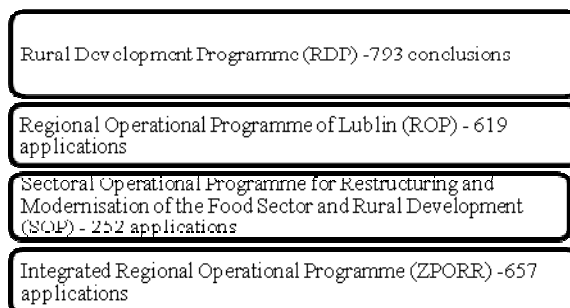 Rural Development Programme (RDP) -793 conclusions
Regional Operational Programme of Lublin (ROP) - 619
applications
Sectoral Operational Programme for Restructuring and
Modernisation of the Food Sector and Rural Development
(SOP) - 252 applications
Integrated Regional Operational Programme (ZPORR) -657
applications